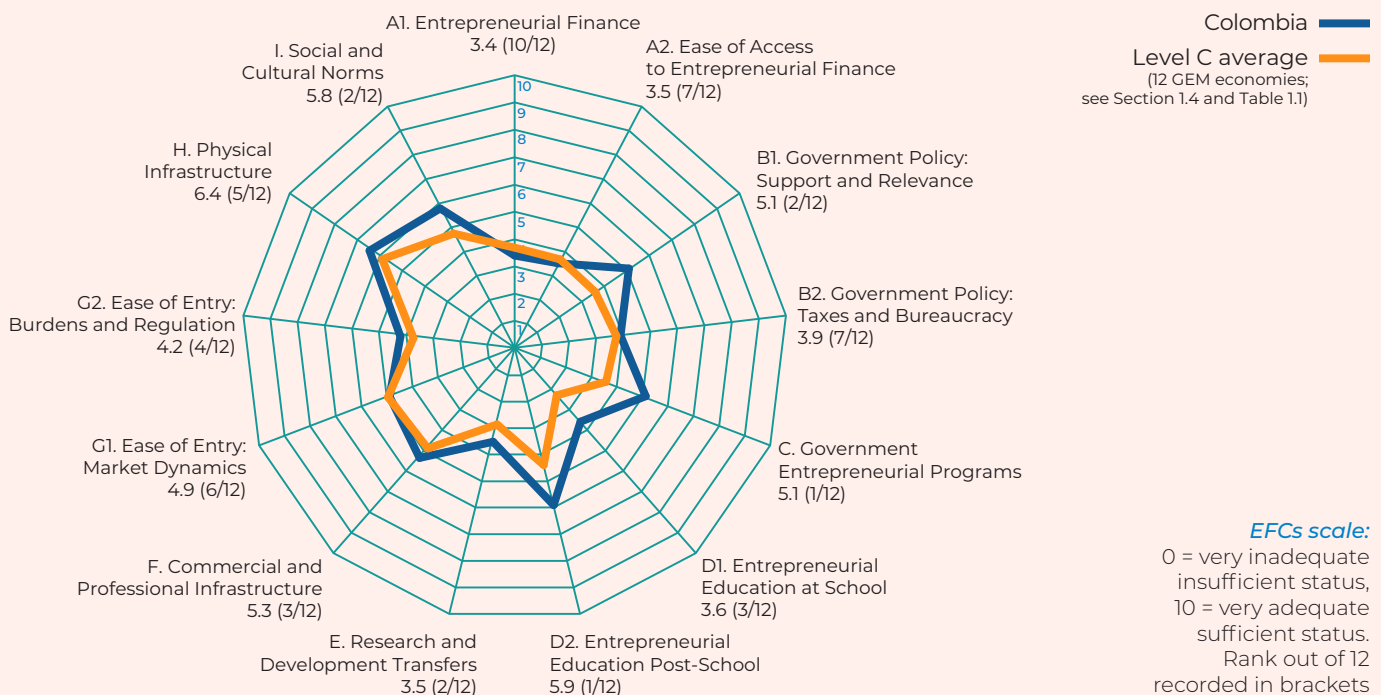 A1. Entrepreneurial Finance
3.4 (10/12)
A2. Ease of Access
to Entrepreneurial Finance
3.5 (7/12)
B1. Government Policy:
Support and Relevance
5.1 (2/12)
B2. Government Policy:
Taxes and Bureaucracy
3.9 (7/12)
C. Government
Entrepreneurial Programs
5.1 (1/12)
D1. Entrepreneurial
Education at School
3.6 (3/12)
D2. Entrepreneurial
Education Post-School
5.9 (1/12)
E. Research and
Development Transfers
3.5 (2/12)
F. Commercial and
Professional Infrastructure
5.3 (3/12)
G1. Ease of Entry:
Market Dynamics
4.9 (6/12)
G2. Ease of Entry:
Burdens and Regulation
4.2 (4/12)
H. Physical
Infrastructure
6.4 (5/12)
I. Social and
Cultural Norms
5.8 (2/12)
10
9
8
7
6
5
3
2
1
Colombia
Level C average
(12 GEM economies;
see Section 1.4 and Table 1.1)
EFCs scale:
0 = very inadequate
insufficient status,
10 = very adequate
sufficient status.
Rank out of 12
recorded in brackets